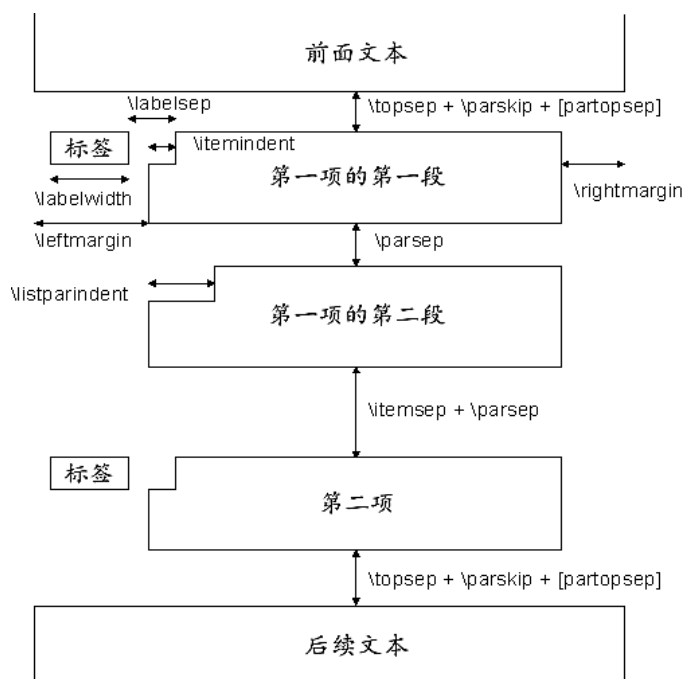 前面文本
\labelsep
\topsep + \parskip + [partopsep]
标签
\itemindent
第一项的第一段
\rightmargin
\labelwidth
\leftmargin
\parsep
\listparindent
第一项的第二段
\itemsep + \parsep
标签
第二项
\topsep + \parskip + [partopsep]
后续文本